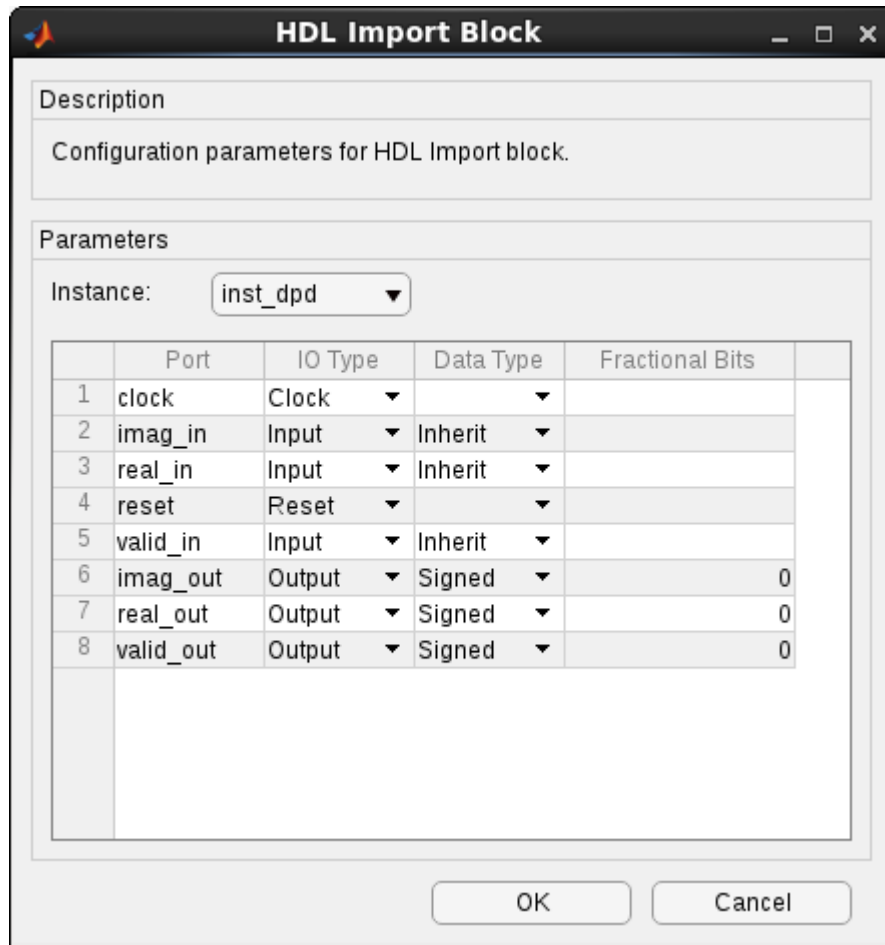 HDL Import Block
Description
Configuration parameters for HDL Import block.
Parameters
Instance: inst_dpd
Port IO Type Data Type Fractional Bits
1 clock Clock
2 imag_in Input Inherit
3 real_in Input Inherit
4 reset Reset
5 valid_in Input Inherit
6 imag_out Output Signed 0
7 real_out Output Signed 0
8 valid_out Output Signed 0
OK Cancel